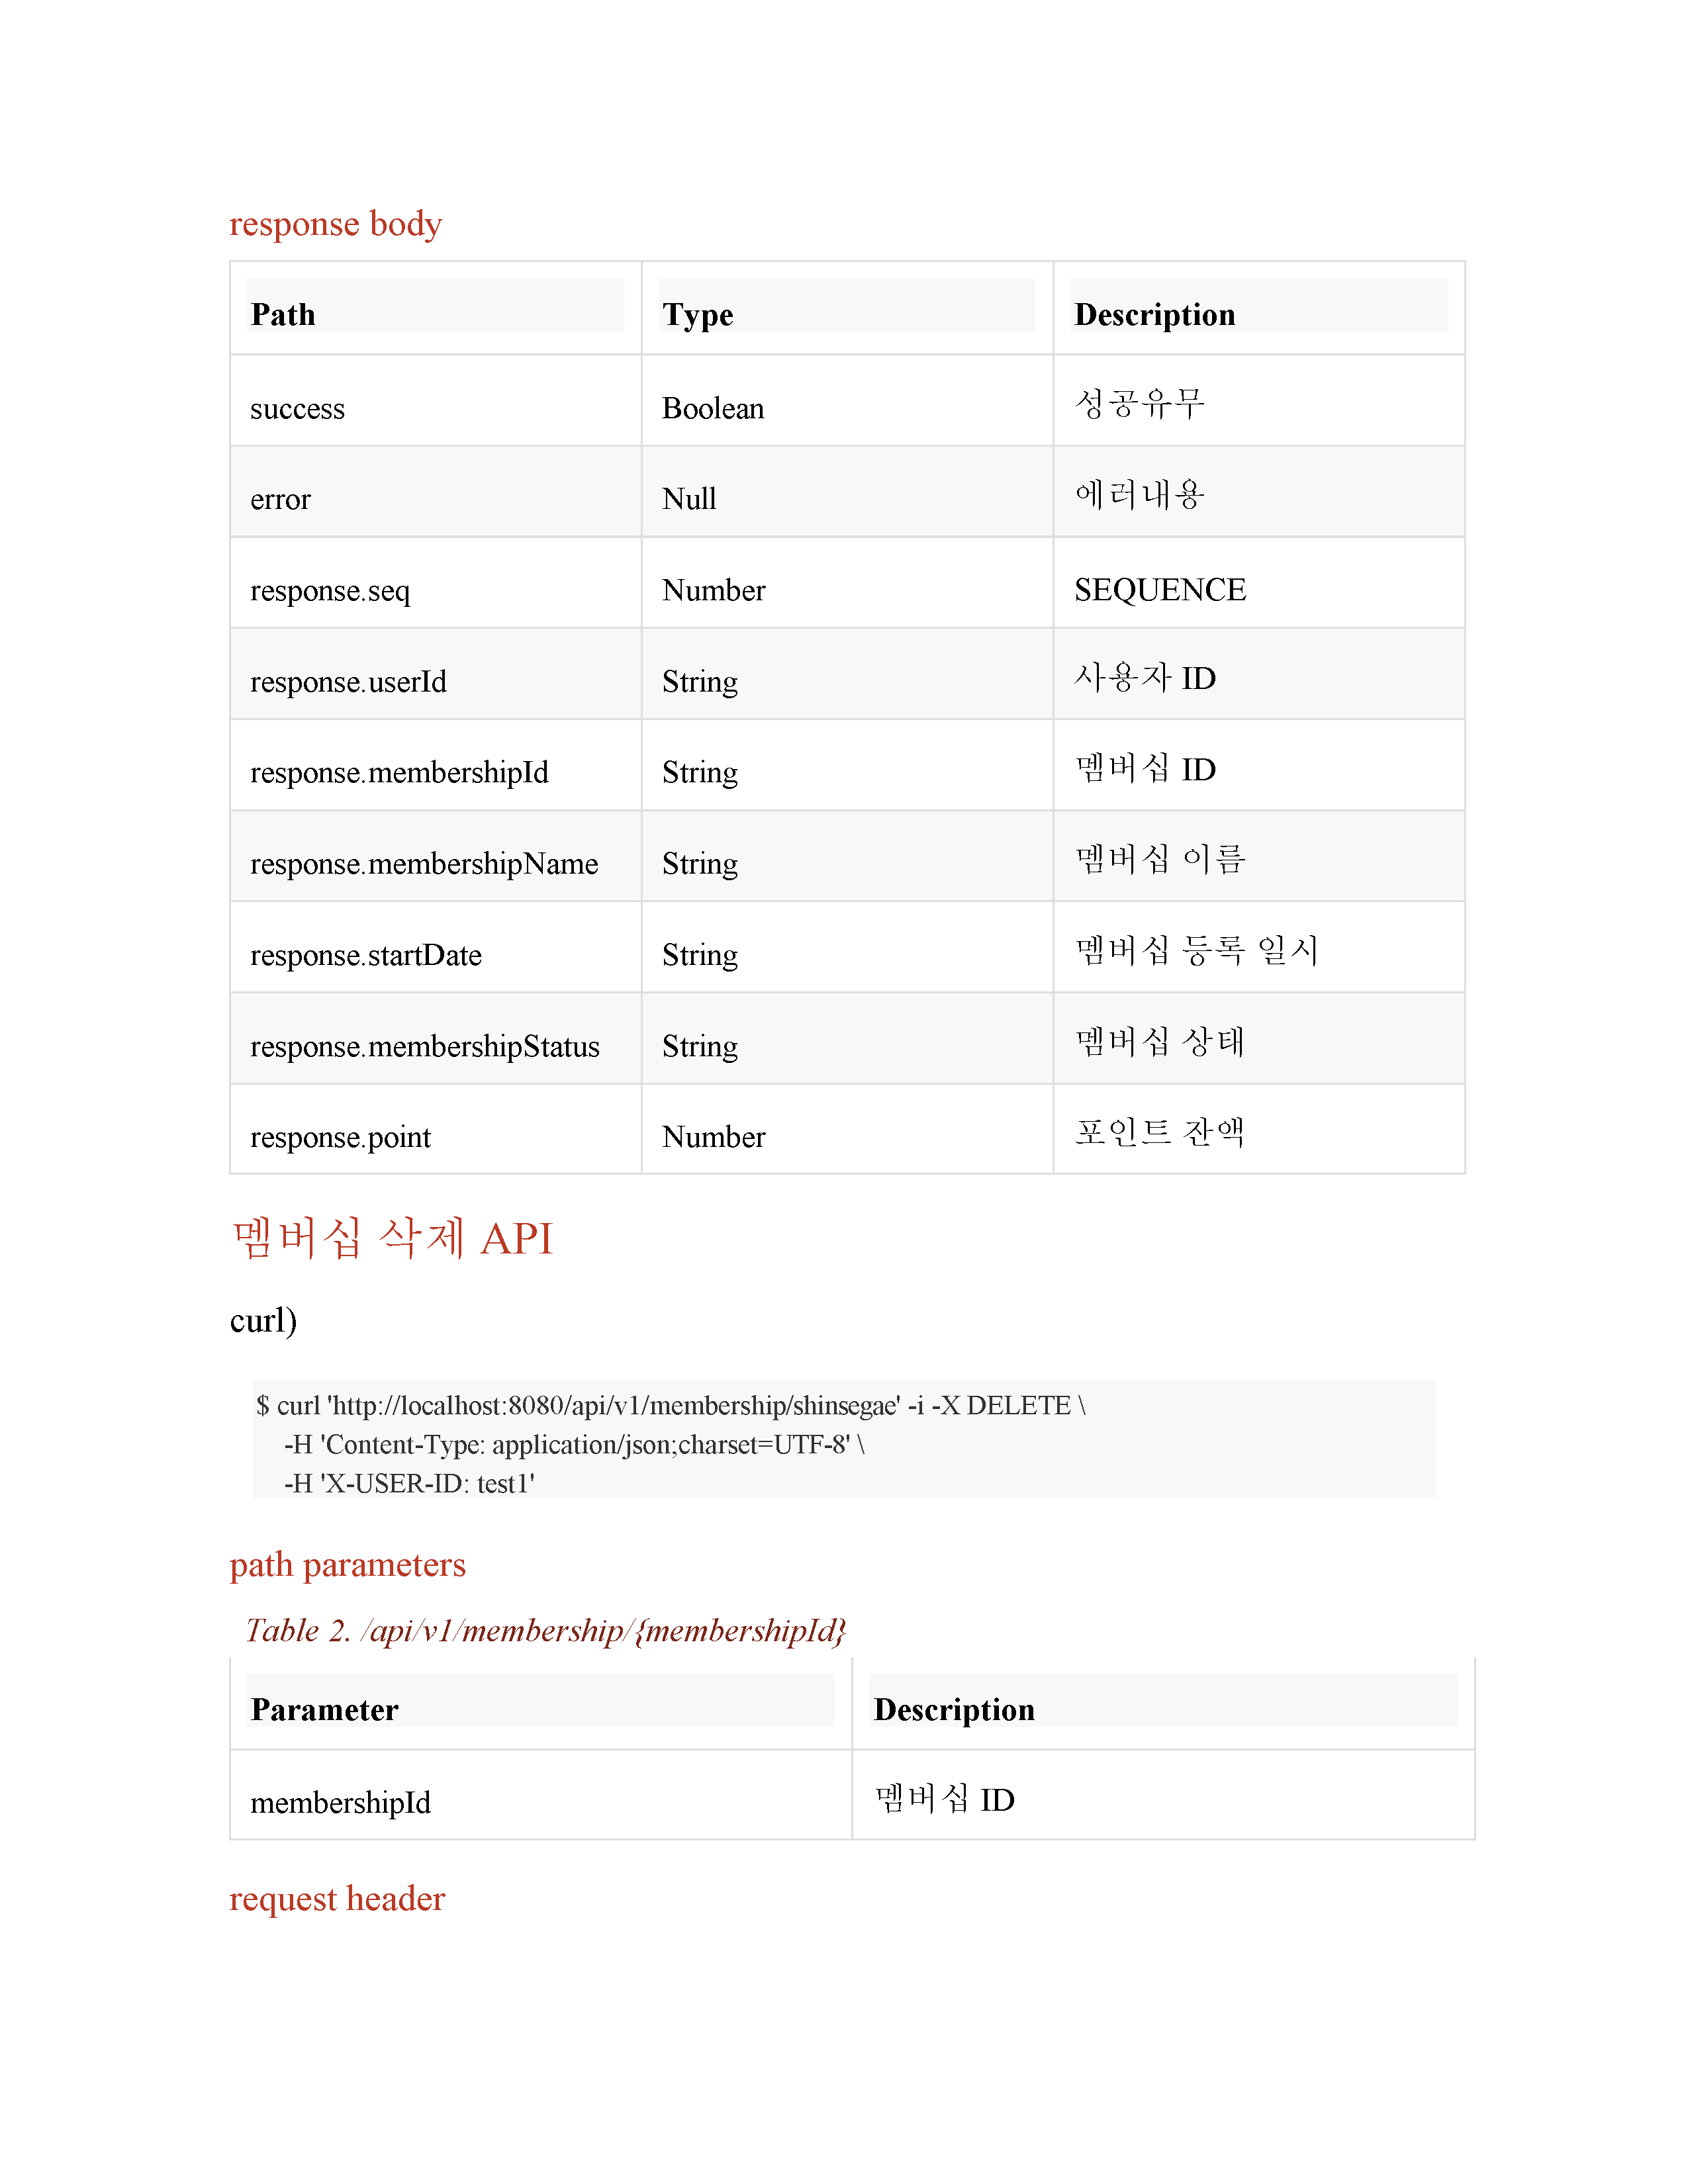 response body
Path Type Description
success Boolean 성공유무
error Null 에러내용
response.seq Number SEQUENCE
response.userId String 사용자 ID
response.membershipId String 멤버십 ID
response.membershipName String 멤버십 이름
response.startDate String 멤버십 등록 일시
response.membershipStatus String 멤버십 상태
response.point Number 포인트 잔액
멤버십 삭제 API
curl)
$ curl 'http://localhost:8080/api/v1/membership/shinsegae' -i -X DELETE \
-H 'Content-Type: application/json;charset=UTF-8' \
-H 'X-USER-ID: test1'
path parameters
Table 2. /api/v1/membership/{membershipId}
Parameter Description
membershipId 멤버십 ID
request header